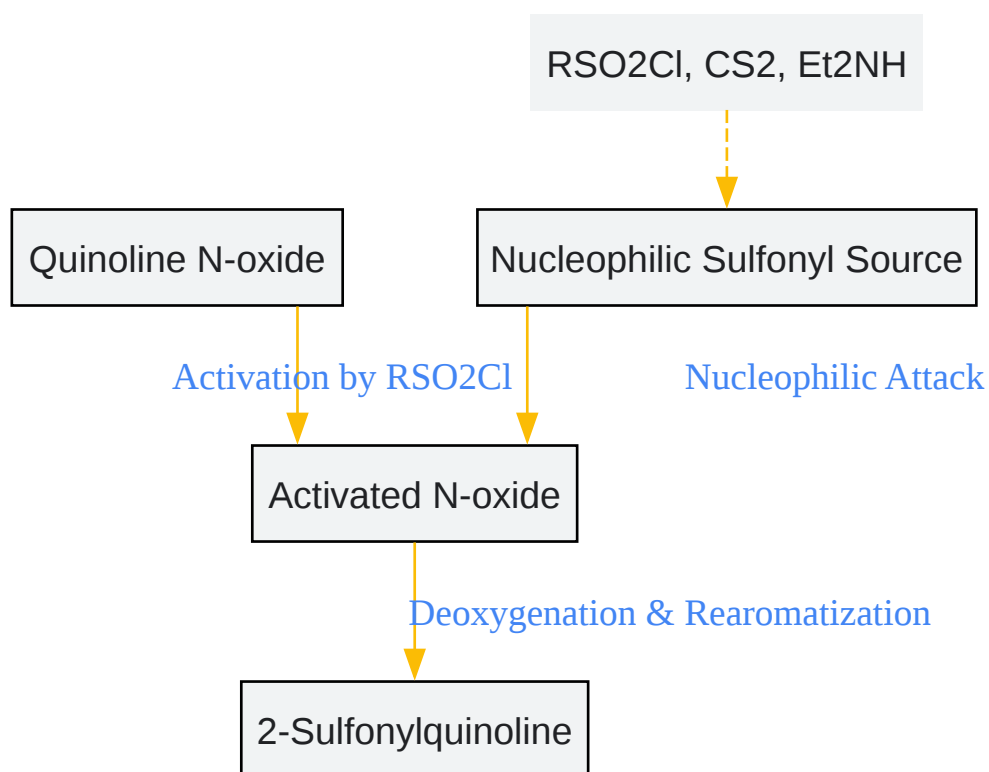 RSO2Cl, CS2, Et2NH
Quinoline N-oxide
Nucleophilic Sulfonyl Source
Activation by RSO2Cl
Nucleophilic Attack
Activated N-oxide
Deoxygenation & Rearomatization
2-Sulfonylquinoline